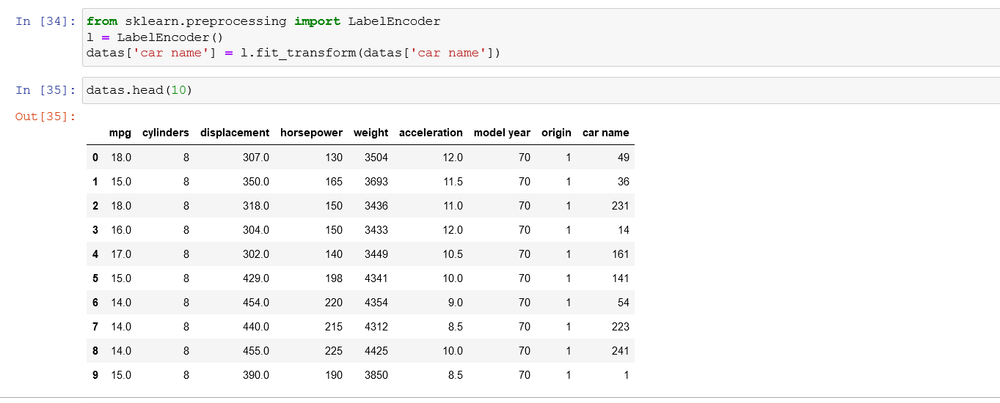 In [34]: from sklearn.preprocessing import LabelEncoder
l = LabelEncoder()
datas['car name'] = l.fit_transform(datas['car name'])
In [35]: datas.head(10)
Out[35]:
mpg cylinders displacement horsepower weight acceleration model year origin car name
0 18.0 8 307.0 130 3504 12.0 70 1 49
1 15.0 8 350.0 165 3693 11.5 70 1 36
2 18.0 8 318.0 150 3436 11.0 70 1 231
3 16.0 8 304.0 150 3433 12.0 70 1 14
4 17.0 8 302.0 140 3449 10.5 70 1 161
5 15.0 8 429.0 198 4341 10.0 70 1 141
6 14.0 8 454.0 220 4354 9.0 70 1 54
7 14.0 8 440.0 215 4312 8.5 70 1 223
8 14.0 8 455.0 225 4425 10.0 70 1 241
9 15.0 8 390.0 190 3850 8.5 70 1 1